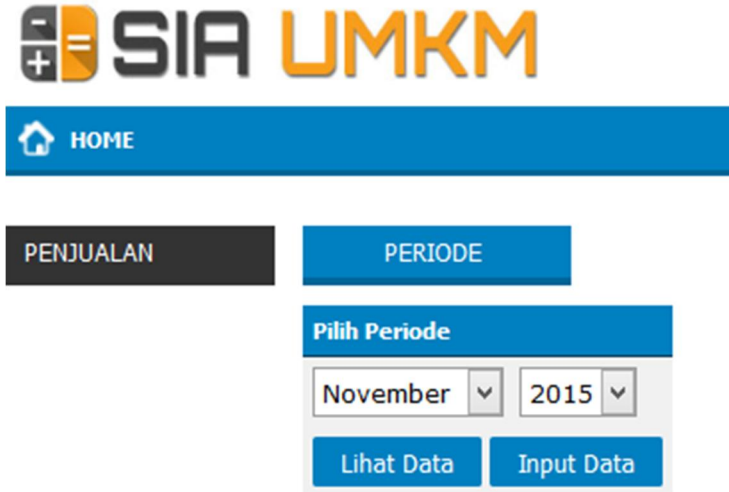 SIA UMKM
HOME
PENJUALAN
PERIODE
Pilih Periode
November 2015
Lihat Data Input Data